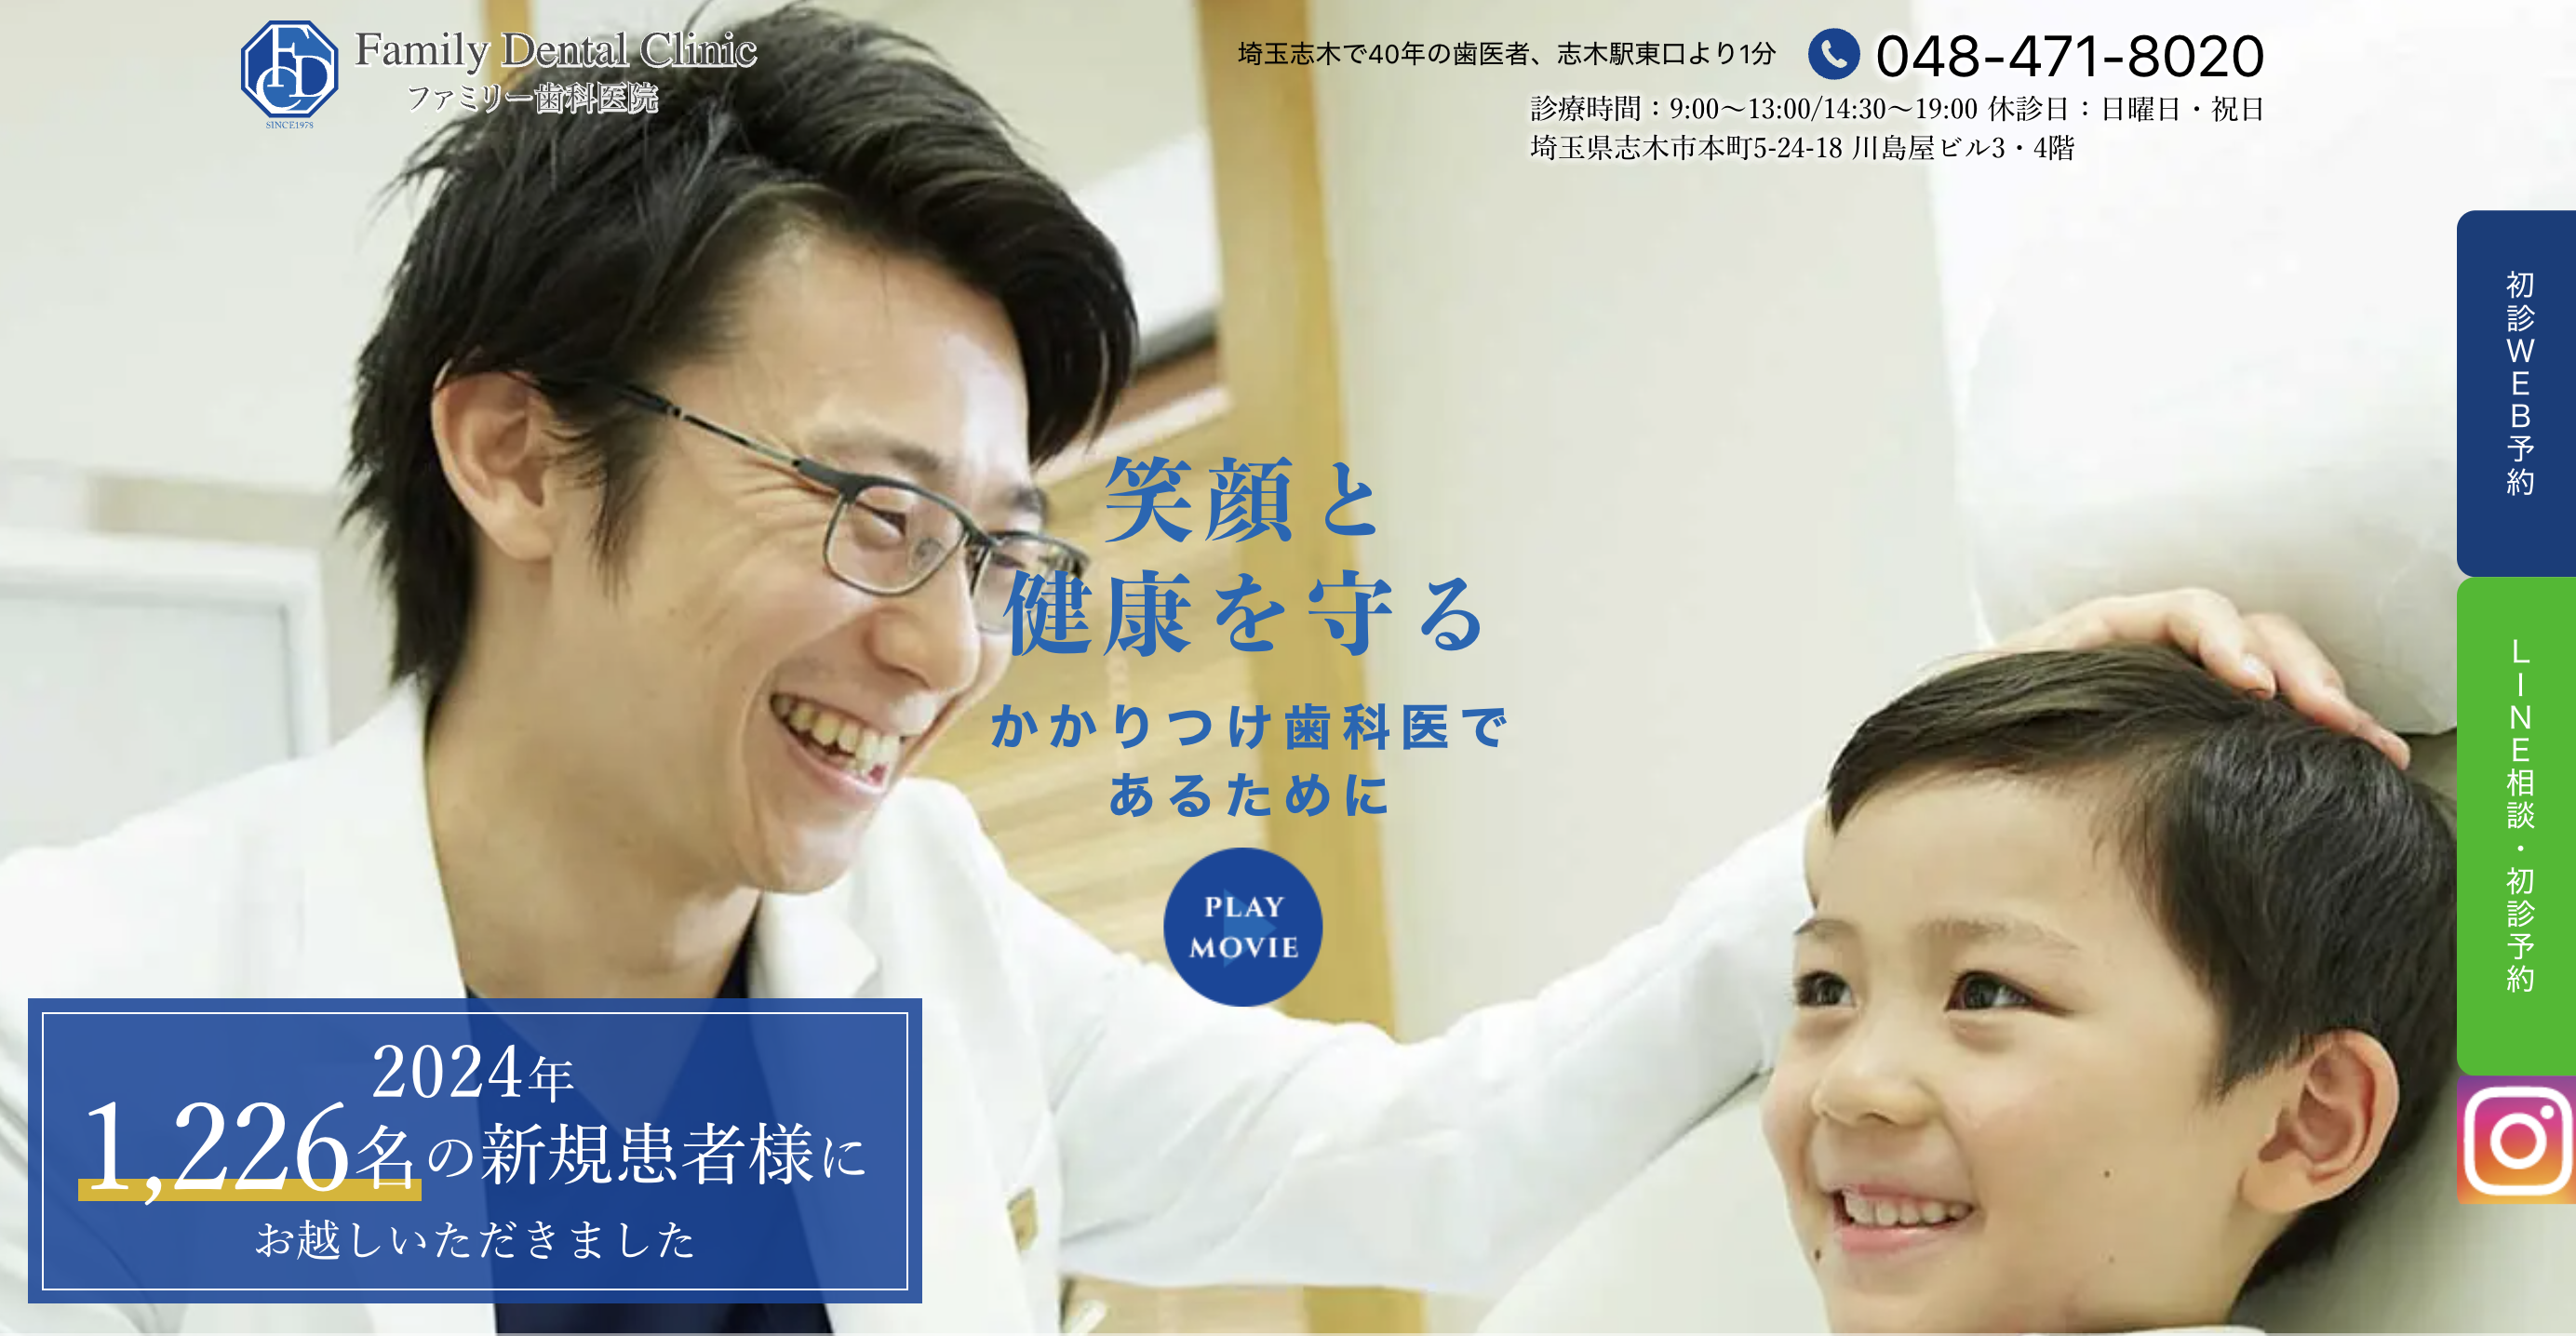 FDC
SINCE1978
Family Dental Clinic
ファミリー歯科医院
埼玉志木で40年の歯医者、志木駅東口より1分
048-471-8020
診療時間：9:00〜13:00/14:30〜19:00 休診日：日曜日・祝日
埼玉県志木市本町5-24-18 川島屋ビル3・4階
笑顔と
健康を守る
かかりつけ歯科医で
あるために
PLAY
MOVIE
2024年
1,226名の新規患者様に
お越しいただきました
初診WEB予約
LINE相談・初診予約